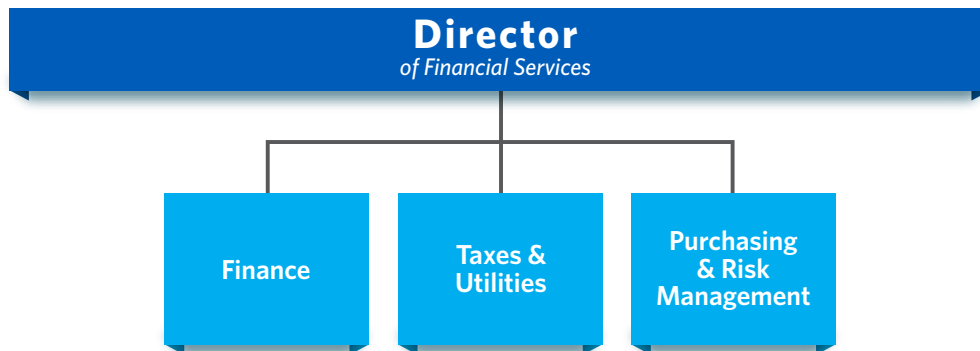 Director
of Financial Services
Finance
Taxes &
Utilities
Purchasing
& Risk
Management